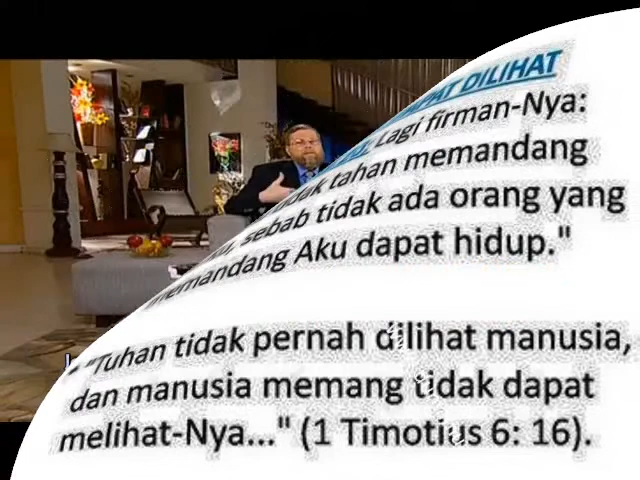 DAPAT DILIHAT
Lagi firman-Nya:
tidak tahan memandang
sebab tidak ada orang yang
memandang Aku dapat hidup."
"Tuhan tidak pernah dilihat manusia,
dan manusia memang tidak dapat
melihat-Nya..." (1 Timotius 6: 16).